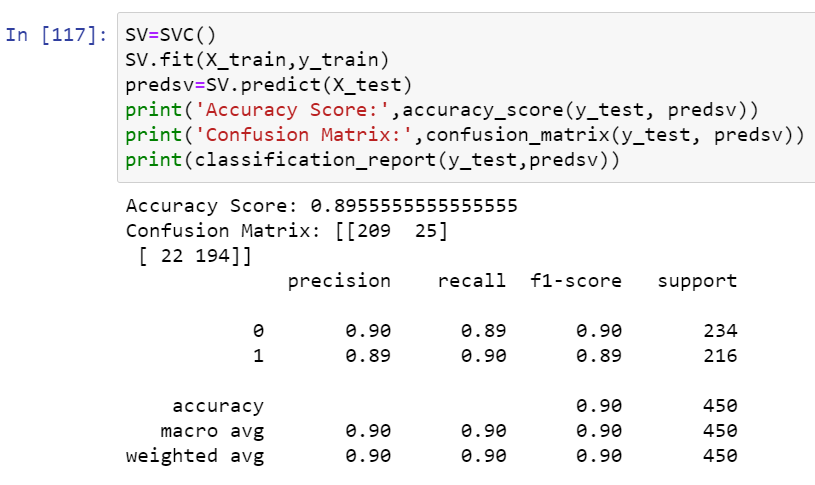 In [117]: SV=SVC()
SV.fit(X_train,y_train)
predsv=SV.predict(X_test)
print('Accuracy Score:',accuracy_score(y_test, predsv))
print('Confusion Matrix:',confusion_matrix(y_test, predsv))
print(classification_report(y_test,predsv))
Accuracy Score: 0.8955555555555555
Confusion Matrix: [[209  25]
 [ 22 194]]
              precision    recall  f1-score   support
           0       0.90      0.89      0.90       234
           1       0.89      0.90      0.89       216
    accuracy                           0.90       450
   macro avg       0.90      0.90      0.90       450
weighted avg       0.90      0.90      0.90       450